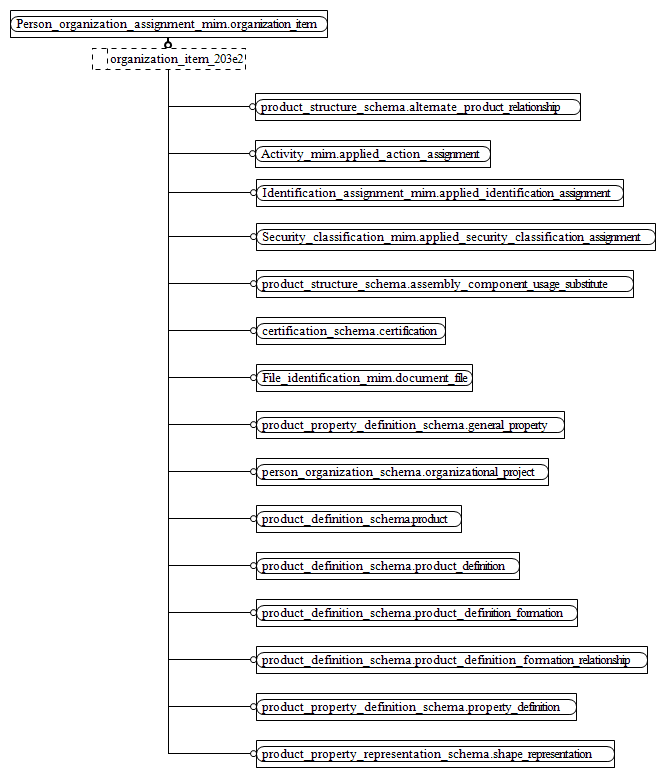 Person_organization_assignment_mim.organization_item
organization_item_203e2
product_structure_schema.alternate_product_relationship
Activity_mim.applied_action_assignment
Identification_assignment_mim.applied_identification_assignment
Security_classification_mim.applied_security_classification_assignment
product_structure_schema.assembly_component_usage_substitute
certification_schema.certification
File_identification_mim.document_file
product_property_definition_schema.general_property
person_organization_schema.organizational_project
product_definition_schema.product
product_definition_schema.product_definition
product_definition_schema.product_definition_formation
product_definition_schema.product_definition_formation_relationship
product_property_definition_schema.property_definition
product_property_representation_schema.shape_representation